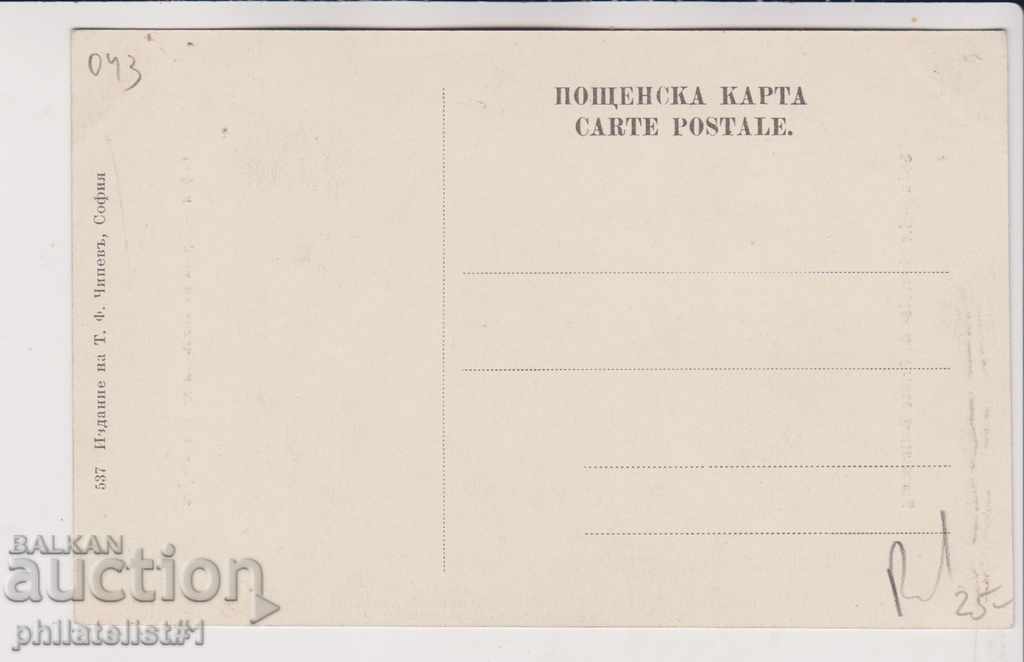 043
ПОЩЕНСКА КАРТА
CARTE POSTALE.
537 Издание на Т. Ф. Чипевъ, София
25-
BALKAN
auction
philatelist#1